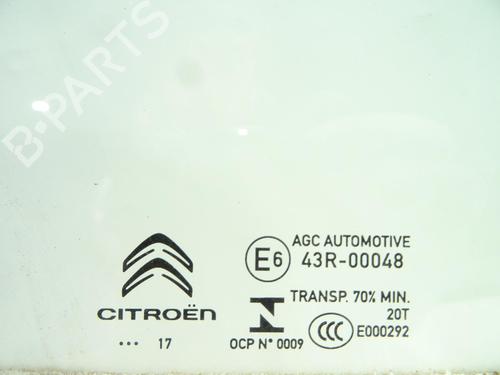 B-PARTS
AGC AUTOMOTIVE
E6 43R-00048
CITROËN
TRANSP. 70% MIN.
20T
... 17
OCP N° 0009
CCC E000292